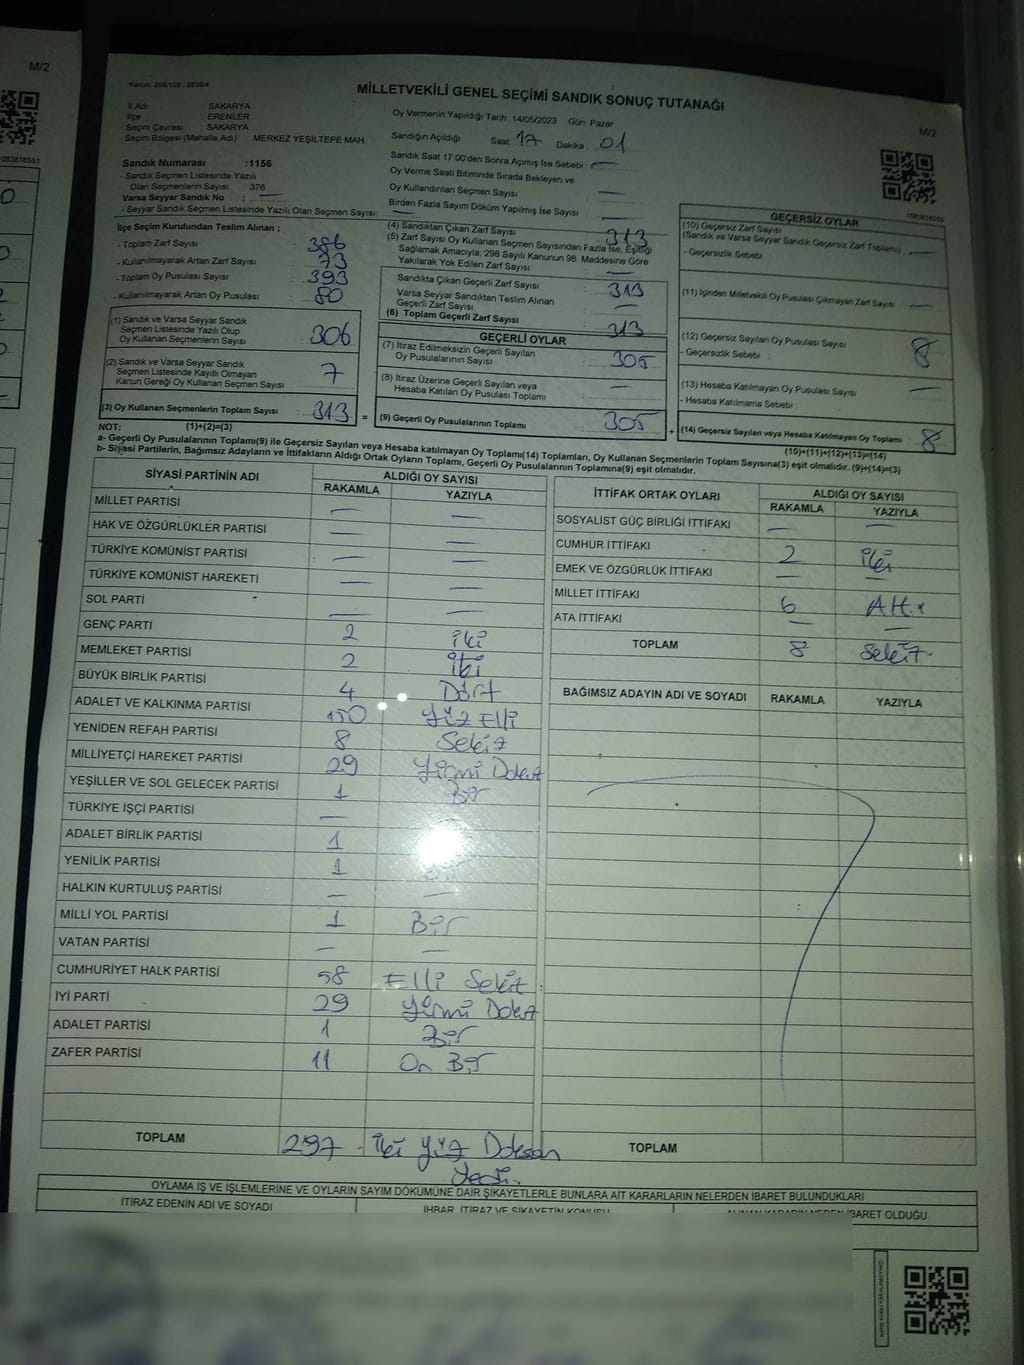 M/2
Kanun: 298/105 ; 2839/4
MİLLETVEKİLİ GENEL SEÇİMİ SANDIK SONUÇ TUTANAĞI
M/2
İl Adı : SAKARYA
İlçe : ERENLER
Seçim Çevresi : SAKARYA
Seçim Bölgesi (Mahalle Adı) : MERKEZ YEŞİLTEPE MAH.
Oy Vermenin Yapıldığı Tarih :14/05/2023 Gün: Pazar
Sandığın Açıldığı Saat: 17 Dakika : 01
Sandık Saat 17:00'den Sonra Açımış İse Sebebi : —
Oy Verme Saati Bitiminde Sırada Bekleyen ve
Oy Kullandırılan Seçmen Sayısı : —
Birden Fazla Sayım Döküm Yapılmış İse Sayısı : —
Sandık Numarası :1156
- Sandık Seçmen Listesinde Yazılı
Olan Seçmenlerin Sayısı : 376
Varsa Seyyar Sandık No : —
- Seyyar Sandık Seçmen Listesinde Yazılı Olan Seçmen Sayısı: —
İlçe Seçim Kurulundan Teslim Alınan ;
- Toplam Zarf Sayısı : 386
- Kullanılmayarak Artan Zarf Sayısı : 73
- Toplam Oy Pusulası Sayısı : 393
- Kullanılmayarak Artan Oy Pusulası : 80
(1) Sandık ve Varsa Seyyar Sandık
Seçmen Listesinde Yazılı Olup
Oy Kullanan Seçmenlerin Sayısı : 306
(2) Sandık ve Varsa Seyyar Sandık
Seçmen Listesinde Kayıtlı Olmayan
Kanun Gereği Oy Kullanan Seçmen Sayısı : 7
(3) Oy Kullanan Seçmenlerin Toplam Sayısı : 313 =
(4) Sandıktan Çıkan Zarf Sayısı : 313
(5) Zarf Sayısı Oy Kullanan Seçmen Sayısından Fazla İse, Eşitliği
Sağlamak Amacıyla; 298 Sayılı Kanunun 98. Maddesine Göre
Yakılarak Yok Edilen Zarf Sayısı : —
Sandıkta Çıkan Geçerli Zarf Sayısı : 313
Varsa Seyyar Sandıktan Teslim Alınan
Geçerli Zarf Sayısı : —
(6) Toplam Geçerli Zarf Sayısı : 313
GEÇERLİ OYLAR
(7) İtiraz Edilmeksizin Geçerli Sayılan
Oy Pusulalarının Sayısı : 305
(8) İtiraz Üzerine Geçerli Sayılan veya
Hesaba Katılan Oy Pusulası Toplamı : —
(9) Geçerli Oy Pusulalarının Toplamı : 305 +
GEÇERSİZ OYLAR
(10) Geçersiz Zarf Sayısı
(Sandık ve Varsa Seyyar Sandık Geçersiz Zarf Toplamı) : —
- Geçersizlik Sebebi :
(11) İçinden Milletvekili Oy Pusulası Çıkmayan Zarf Sayısı : —
(12) Geçersiz Sayılan Oy Pusulası Sayısı : 8
- Geçersizlik Sebebi :
(13) Hesaba Katılmayan Oy Pusulası Sayısı : —
- Hesaba Katılmama Sebebi :
(14) Geçersiz Sayılan veya Hesaba Katılmayan Oy Toplamı : 8
NOT: (1)+(2)=(3) (10)+(11)+(12)+(13)=(14)
a- Geçerli Oy Pusulalarının Toplamı(9) ile Geçersiz Sayılan veya Hesaba katılmayan Oy Toplamı(14) Toplamları, Oy Kullanan Seçmenlerin Toplam Sayısına(3) eşit olmalıdır. (9)+(14)=(3)
b- Siyasi Partilerin, Bağımsız Adayların ve İttifakların Aldığı Ortak Oyların Toplamı, Geçerli Oy Pusulalarının Toplamına(9) eşit olmalıdır.
SİYASİ PARTİNİN ADI ALDIĞI OY SAYISI
RAKAMLA YAZIYLA
MİLLET PARTİSİ — —
HAK VE ÖZGÜRLÜKLER PARTİSİ — —
TÜRKİYE KOMÜNİST PARTİSİ — —
TÜRKİYE KOMÜNİST HAREKETİ — —
SOL PARTİ — —
GENÇ PARTİ 2 iki
MEMLEKET PARTİSİ 2 iki
BÜYÜK BİRLİK PARTİSİ 4 Dört
ADALET VE KALKINMA PARTİSİ 150 Yüz Elli
YENİDEN REFAH PARTİSİ 8 Sekiz
MİLLİYETÇİ HAREKET PARTİSİ 29 Yirmi Dokuz
YEŞİLLER VE SOL GELECEK PARTİSİ 1 Bir
TÜRKİYE İŞÇİ PARTİSİ —
ADALET BİRLİK PARTİSİ 1
YENİLİK PARTİSİ 1 Bir
HALKIN KURTULUŞ PARTİSİ — —
MİLLİ YOL PARTİSİ 1 Bir
VATAN PARTİSİ — —
CUMHURİYET HALK PARTİSİ 58 Elli Sekiz
İYİ PARTİ 29 Yirmi Dokuz
ADALET PARTİSİ 1 Bir
ZAFER PARTİSİ 11 On Bir
TOPLAM 297 iki yüz Doksan
Yedi.
İTTİFAK ORTAK OYLARI ALDIĞI OY SAYISI
RAKAMLA YAZIYLA
SOSYALİST GÜÇ BİRLİĞİ İTTİFAKI — —
CUMHUR İTTİFAKI 2 iki
EMEK VE ÖZGÜRLÜK İTTİFAKI — —
MİLLET İTTİFAKI 6 Altı
ATA İTTİFAKI — —
TOPLAM 8 Sekiz.
BAĞIMSIZ ADAYIN ADI VE SOYADI RAKAMLA YAZIYLA
TOPLAM
OYLAMA İŞ VE İŞLEMLERİNE VE OYLARIN SAYIM DÖKÜMÜNE DAİR ŞİKAYETLERLE BUNLARA AİT KARARLARIN NELERDEN İBARET BULUNDUKLARI
İTİRAZ EDENİN ADI VE SOYADI İHBAR, İTİRAZ VE ŞİKAYETİN KONUSU ALINAN KARARIN NEDEN İBARET OLDUĞU